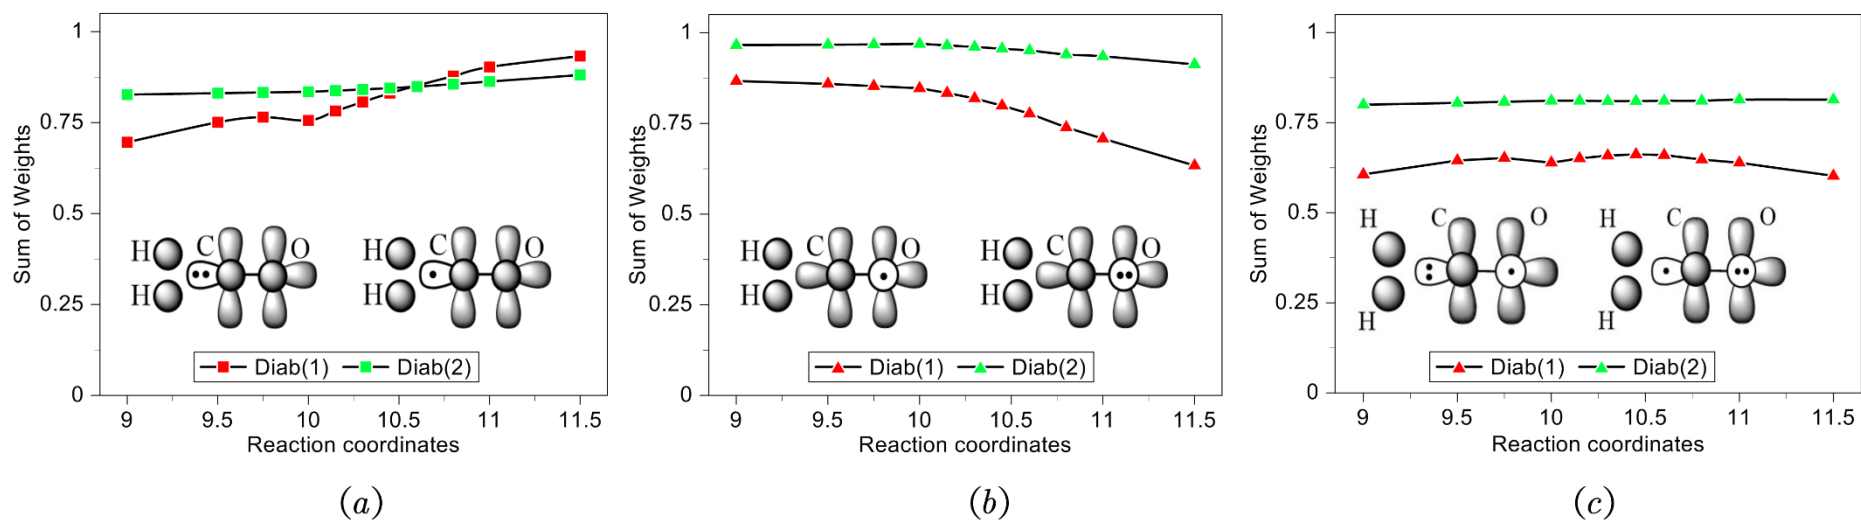 1
0.75
0.5
0.25
0
Sum of Weights
H C O
H
H C O
H
Diab(1) Diab(2)
9 9.5 10 10.5 11 11.5
Reaction coordinates
(a)
1
0.75
0.5
0.25
0
Sum of Weights
H C O
H
H C O
H
Diab(1) Diab(2)
9 9.5 10 10.5 11 11.5
Reaction coordinates
(b)
1
0.75
0.5
0.25
0
Sum of Weights
H C O
H
H C O
H
Diab(1) Diab(2)
9 9.5 10 10.5 11 11.5
Reaction coordinates
(c)